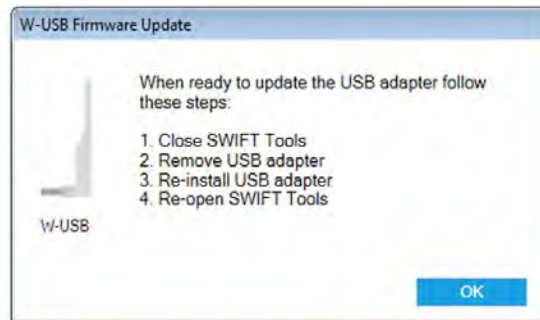 W-USB Firmware Update
When ready to update the USB adapter follow
these steps:
1. Close SWIFT Tools
2. Remove USB adapter
3. Re-install USB adapter
4. Re-open SWIFT Tools
W-USB
OK